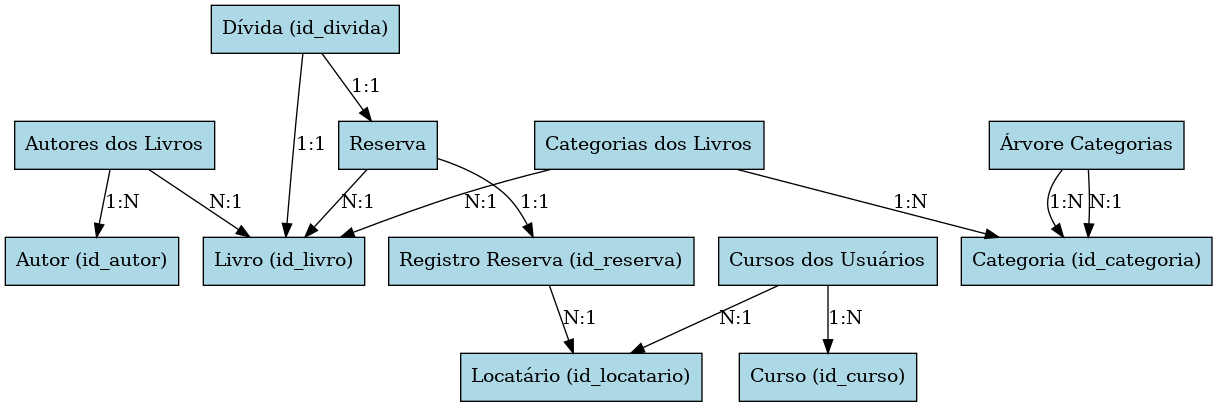 Dívida (id_divida)
1:1
Autores dos Livros
1:1
Reserva
Categorias dos Livros
Árvore Categorias
1:N
N:1
N:1
N:1
1:1
1:N
1:N
N:1
Autor (id_autor)
Livro (id_livro)
Registro Reserva (id_reserva)
Cursos dos Usuários
Categoria (id_categoria)
N:1
N:1
1:N
Locatário (id_locatario)
Curso (id_curso)